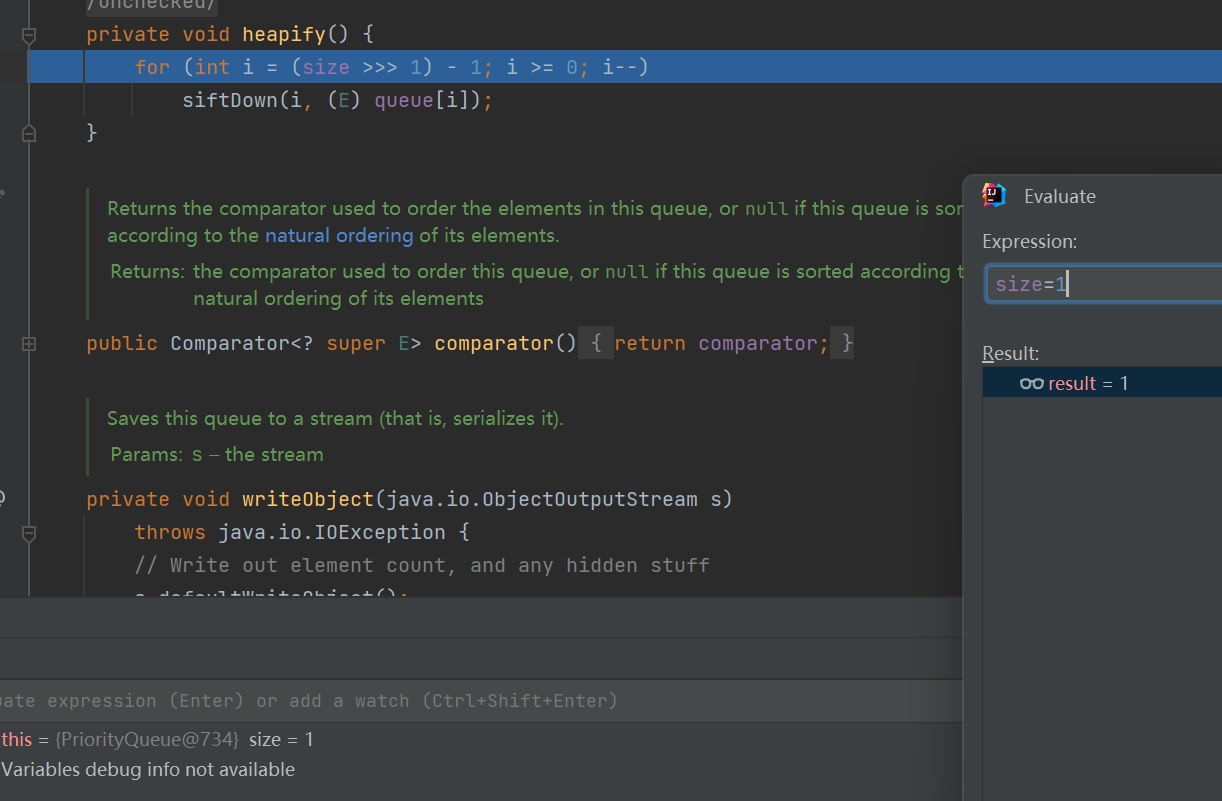 /unchecked/
private void heapify() {
for (int i = (size >>> 1) - 1; i >= 0; i--)
siftDown(i, (E) queue[i]);
}
Returns the comparator used to order the elements in this queue, or null if this queue is sor
according to the natural ordering of its elements.
Returns: the comparator used to order this queue, or null if this queue is sorted according t
natural ordering of its elements
public Comparator<? super E> comparator() { return comparator; }
Saves this queue to a stream (that is, serializes it).
Params: s – the stream
private void writeObject(java.io.ObjectOutputStream s)
throws java.io.IOException {
// Write out element count, and any hidden stuff
s.defaultWriteObject();
uate expression (Enter) or add a watch (Ctrl+Shift+Enter)
this = {PriorityQueue@734} size = 1
Variables debug info not available
IJ
Evaluate
Expression:
size=1
Result:
result = 1